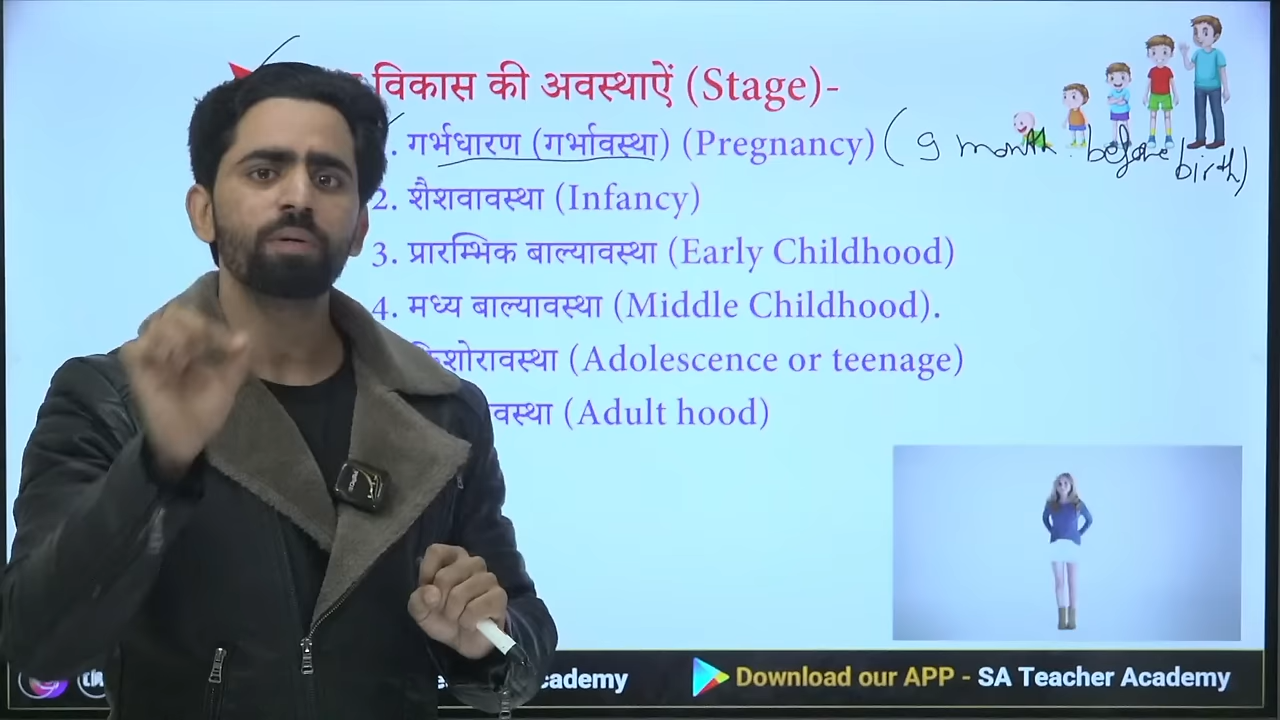 विकास की अवस्थाऐं (Stage)-
1. गर्भधारण (गर्भावस्था) (Pregnancy) (9 month before birth)
2. शैशवावस्था (Infancy)
3. प्रारम्भिक बाल्यावस्था (Early Childhood)
4. मध्य बाल्यावस्था (Middle Childhood).
किशोरावस्था (Adolescence or teenage)
वस्था (Adult hood)
Download our APP - SA Teacher Academy